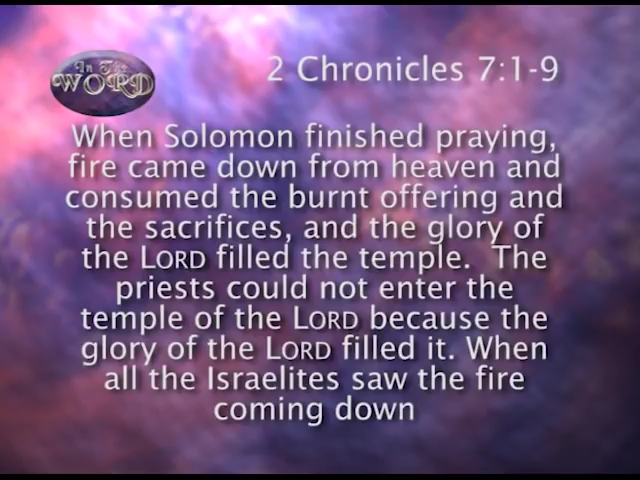 In The
WORD
2 Chronicles 7:1-9
When Solomon finished praying,
fire came down from heaven and
consumed the burnt offering and
the sacrifices, and the glory of
the LORD filled the temple.  The
priests could not enter the
temple of the LORD because the
glory of the LORD filled it. When
all the Israelites saw the fire
coming down